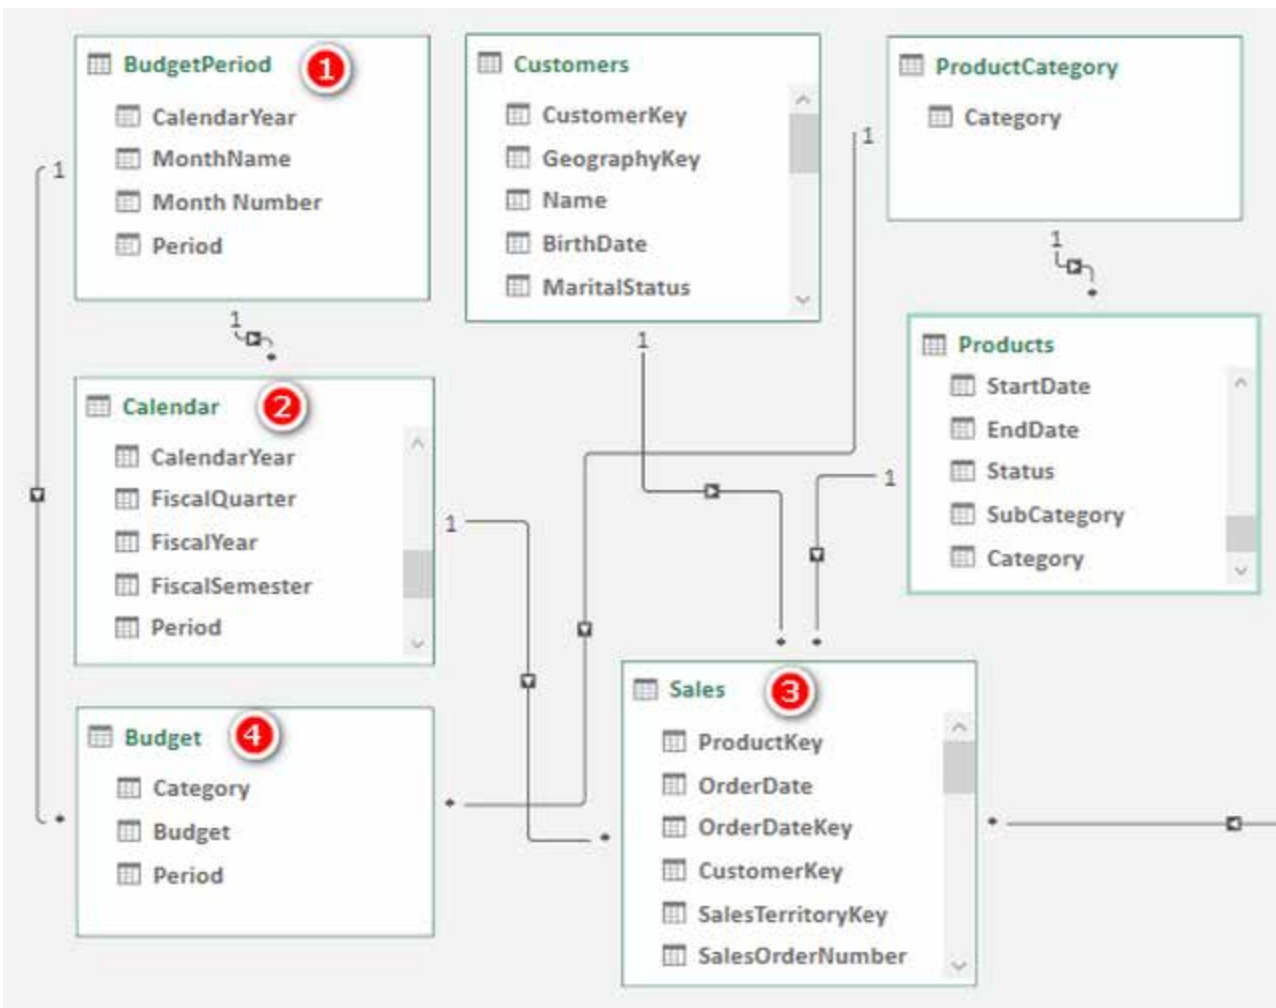 BudgetPeriod 1
CalendarYear
MonthName
Month Number
Period
Customers
CustomerKey
GeographyKey
Name
BirthDate
MaritalStatus
ProductCategory
Category
1
1
1
1
1
Products
StartDate
EndDate
Status
SubCategory
Category
1
Calendar 2
CalendarYear
FiscalQuarter
FiscalYear
FiscalSemester
Period
1
Budget 4
Category
Budget
Period
Sales 3
ProductKey
OrderDate
OrderDateKey
CustomerKey
SalesTerritoryKey
SalesOrderNumber